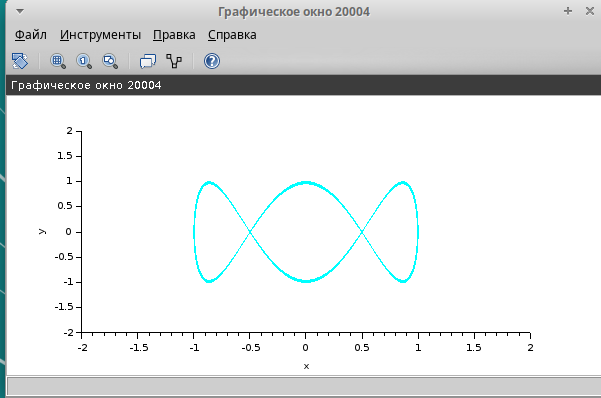 Графическое окно 20004
Файл Инструменты Правка Справка
Графическое окно 20004
2
1.5
1
0.5
0
-0.5
-1
-1.5
-2
y
-2 -1.5 -1 -0.5 0 0.5 1 1.5 2
x